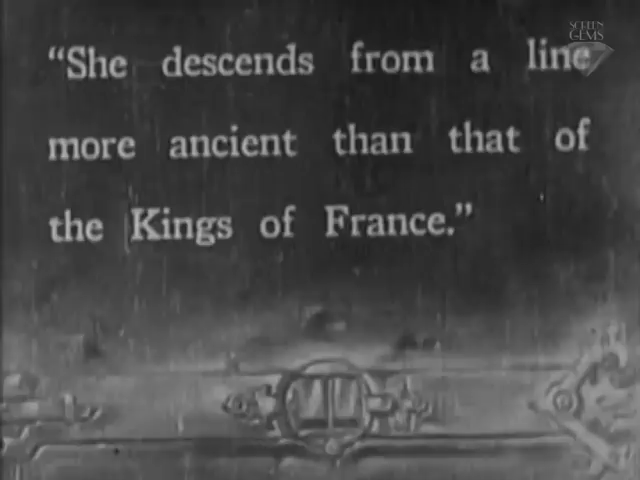 SCREEN
GEMS
“She descends from a line
more ancient than that of
the Kings of France.”